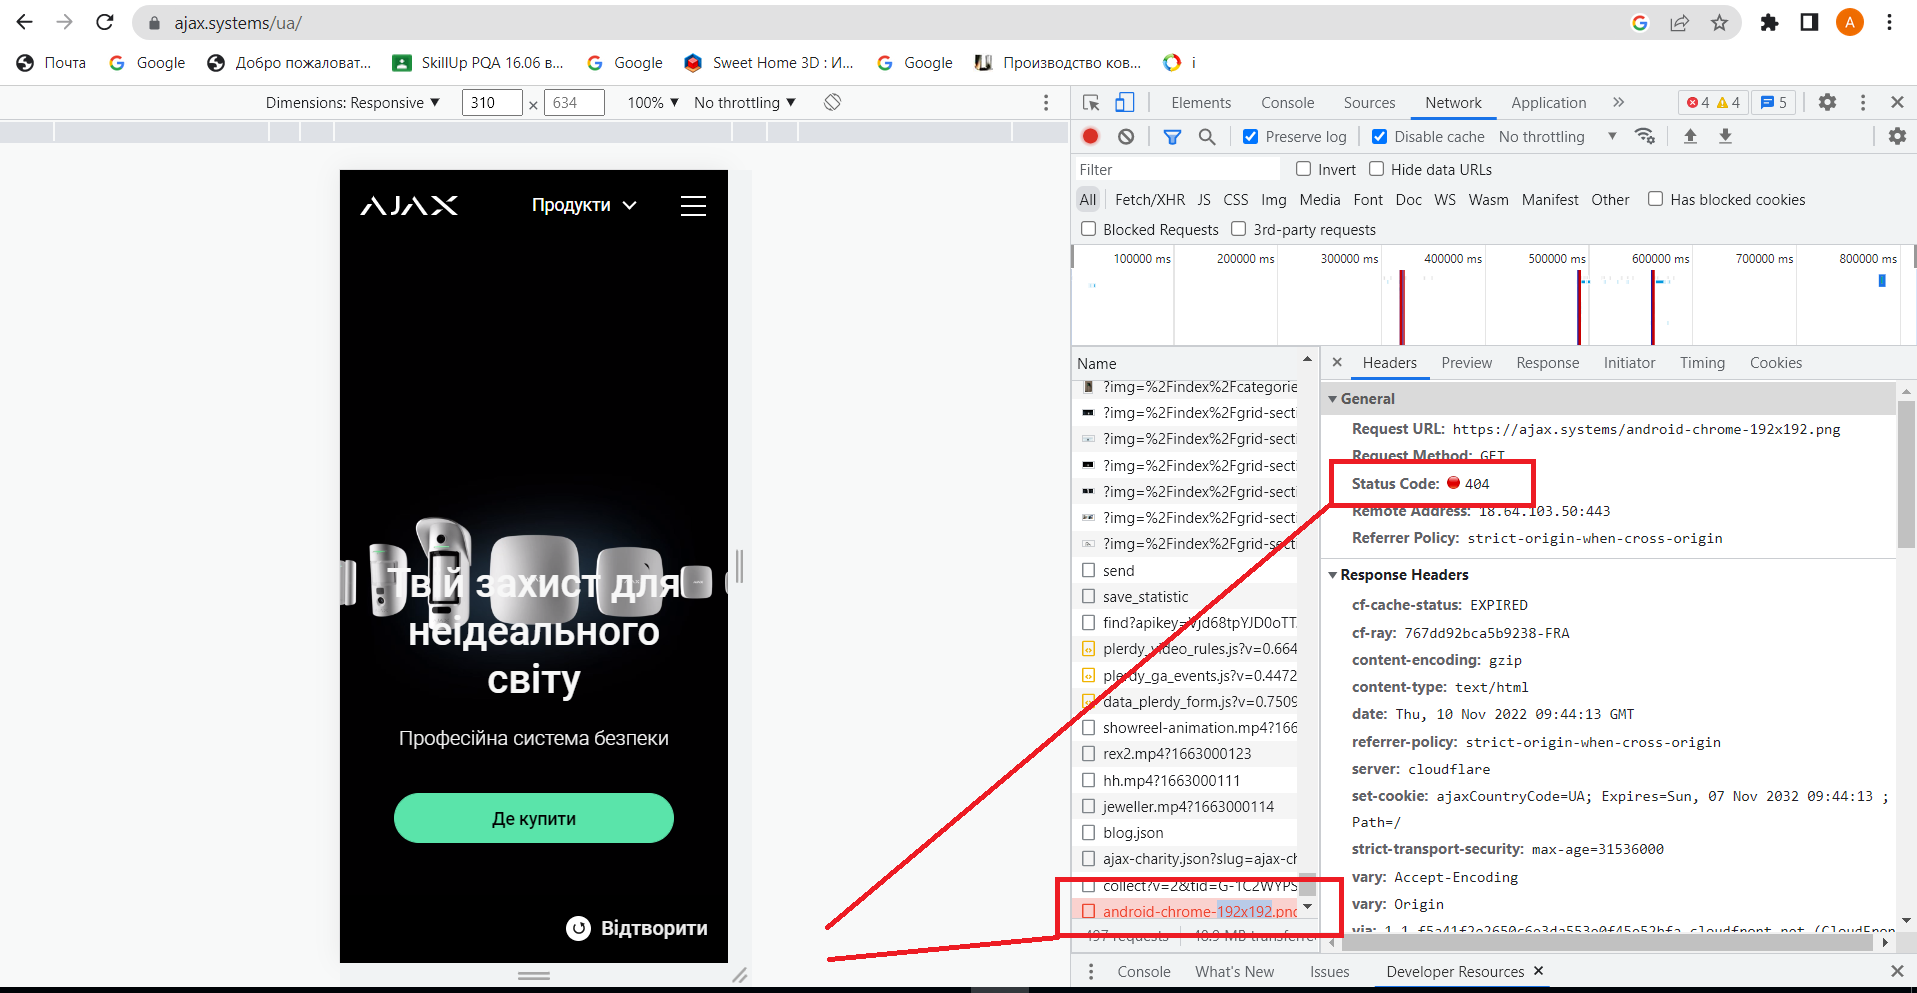 ajax.systems/ua/
A
Почта
Google
Добро пожаловат...
SkillUp PQA 16.06 в...
Google
Sweet Home 3D : И...
Google
Производство ков...
i
Dimensions: Responsive ▼ 310 × 634 100% ▼ No throttling ▼
Elements Console Sources Network Application » 4 4 5
Preserve log Disable cache No throttling ▼
Filter Invert Hide data URLs
All Fetch/XHR JS CSS Img Media Font Doc WS Wasm Manifest Other Has blocked cookies
Blocked Requests 3rd-party requests
100000 ms 200000 ms 300000 ms 400000 ms 500000 ms 600000 ms 700000 ms 800000 ms
AJAX Продукти
Твій захист для
неідеального
світу
Професійна система безпеки
Де купити
Відтворити
Name
?img=%2Findex%2Fcategorie
?img=%2Findex%2Fgrid-secti
?img=%2Findex%2Fgrid-secti
?img=%2Findex%2Fgrid-secti
?img=%2Findex%2Fgrid-secti
?img=%2Findex%2Fgrid-secti
?img=%2Findex%2Fgrid-secti
send
save_statistic
find?apikey=Vjd68tpYJD0oTT.
plerdy_video_rules.js?v=0.664
plerdy_ga_events.js?v=0.4472
data_plerdy_form.js?v=0.7509
showreel-animation.mp4?166
rex2.mp4?1663000123
hh.mp4?1663000111
jeweller.mp4?1663000114
blog.json
ajax-charity.json?slug=ajax-ch
collect?v=2&tid=G-1C2WYPS
android-chrome-192x192.png
497 requests 40.9 MB transferre
Headers Preview Response Initiator Timing Cookies
General
Request URL: https://ajax.systems/android-chrome-192x192.png
Request Method: GET
Status Code: 404
Remote Address: 18.64.103.50:443
Referrer Policy: strict-origin-when-cross-origin
Response Headers
cf-cache-status: EXPIRED
cf-ray: 767dd92bca5b9238-FRA
content-encoding: gzip
content-type: text/html
date: Thu, 10 Nov 2022 09:44:13 GMT
referrer-policy: strict-origin-when-cross-origin
server: cloudflare
set-cookie: ajaxCountryCode=UA; Expires=Sun, 07 Nov 2032 09:44:13 ;
Path=/
strict-transport-security: max-age=31536000
vary: Accept-Encoding
vary: Origin
via: 1.1 f5a41f2e2650c6e3da553e0f45e52bfa.cloudfront.net (CloudFron
Console What's New Issues Developer Resources